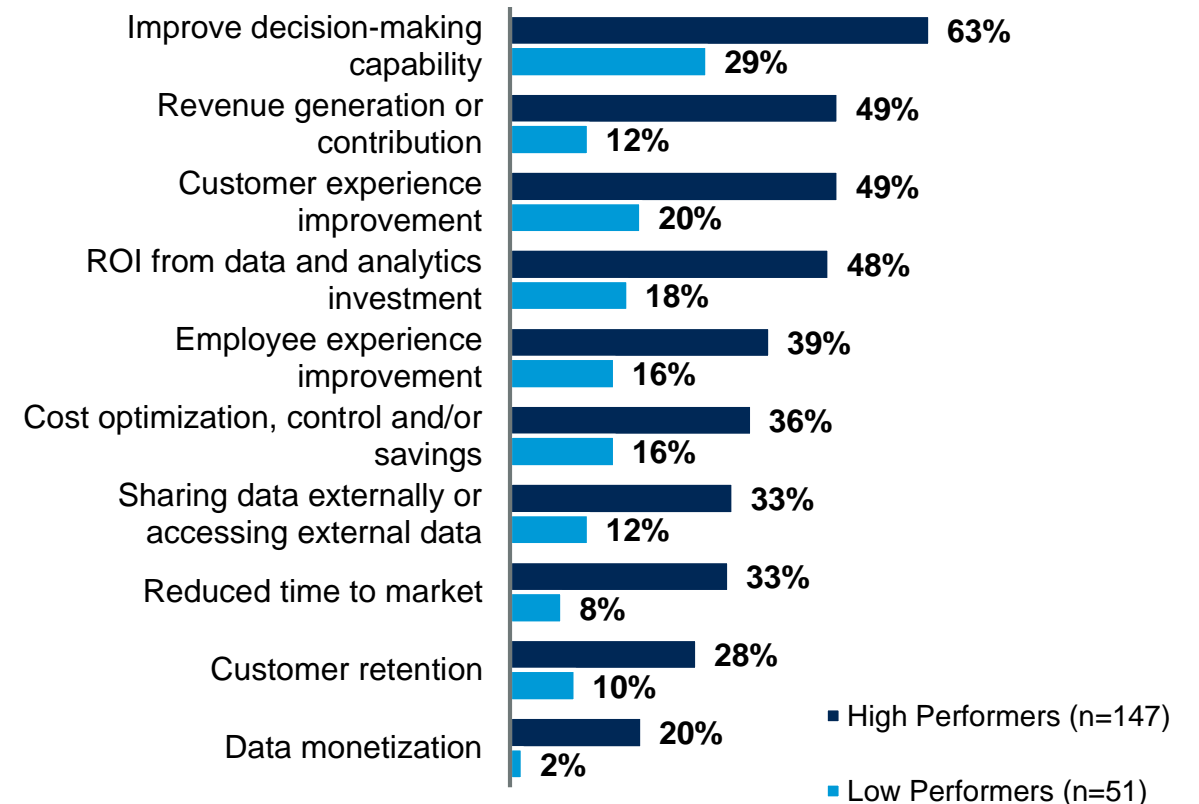 Improve decision-making
capability
63%
29%
Revenue generation or
contribution
49%
12%
Customer experience
improvement
49%
20%
ROI from data and analytics
investment
48%
18%
Employee experience
improvement
39%
16%
Cost optimization, control and/or
savings
36%
16%
Sharing data externally or
accessing external data
33%
12%
Reduced time to market
33%
8%
Customer retention
28%
10%
Data monetization
20%
2%
High Performers (n=147)
Low Performers (n=51)